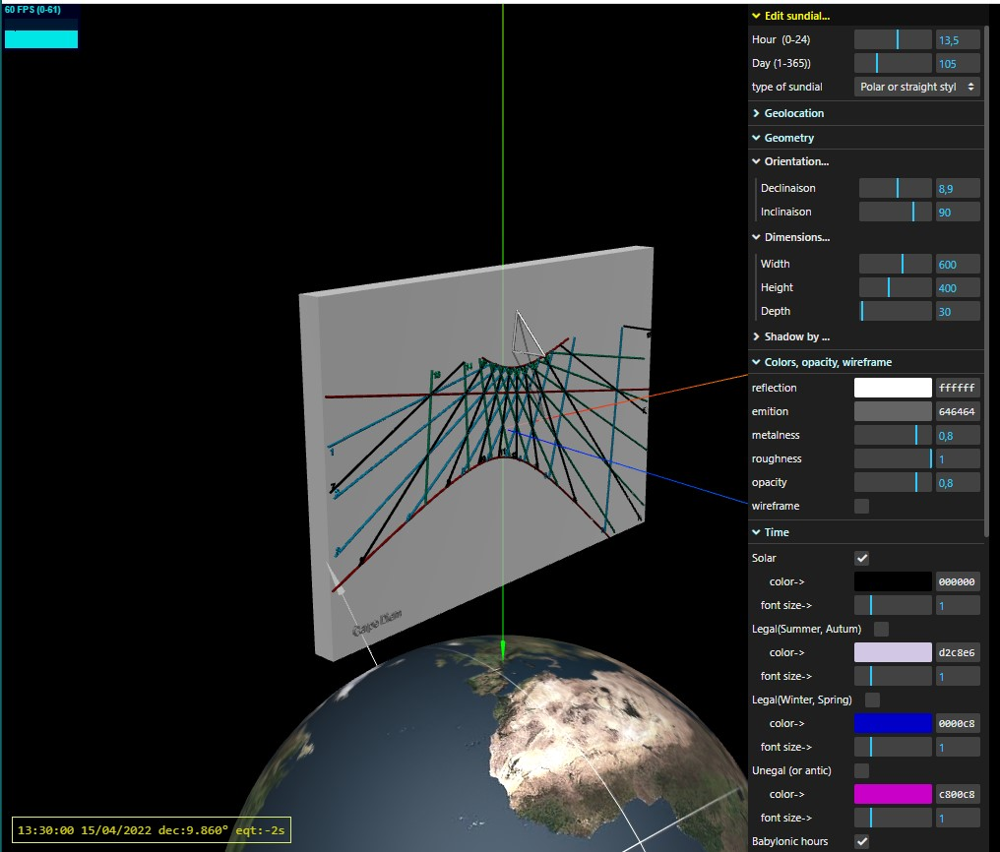 60 FPS (0-61)
Edit sundial...
Hour (0-24) 13,5
Day (1-365)) 105
type of sundial Polar or straight styl
Geolocation
Geometry
Orientation...
Declinaison 8,9
Inclinaison 90
Dimensions...
Width 600
Height 400
Depth 30
Shadow by ...
Colors, opacity, wireframe
reflection ffffff
emition 646464
metalness 0,8
roughness 1
opacity 0,8
wireframe
Time
Solar
color-> 000000
font size-> 1
Legal(Summer, Autum)
color-> d2c8e6
font size-> 1
Legal(Winter, Spring)
color-> 0000c8
font size-> 1
Unegal (or antic)
color-> c800c8
font size-> 1
Babylonic hours
Carpe Diem
13:30:00 15/04/2022 dec:9.860° eqt:-2s